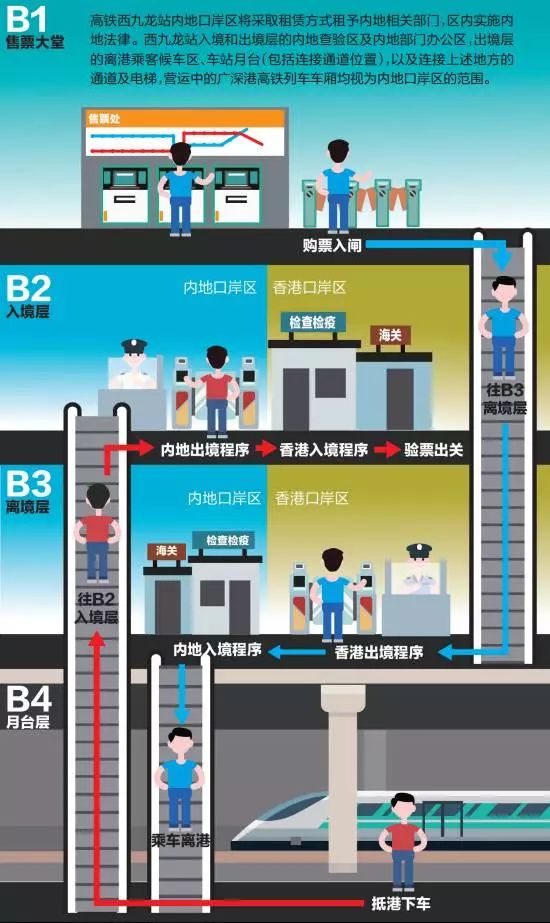 B1
售票大堂
高铁西九龙站内地口岸区将采取租赁方式租予内地相关部门，区内实施内
地法律。西九龙站入境和出境层的内地查验区及内地部门办公区，出境层
的离港乘客候车区、车站月台（包括连接通道位置），以及连接上述地方的
通道及电梯，营运中的广深港高铁列车车厢均视为内地口岸区的范围。
售票处
购票入闸
B2
入境层
内地口岸区
香港口岸区
检查检疫
海关
往B3
离境层
内地出境程序
香港入境程序
验票出关
B3
离境层
内地口岸区
香港口岸区
海关
检查检疫
往B2
入境层
内地入境程序
香港出境程序
B4
月台层
乘车离港
抵港下车